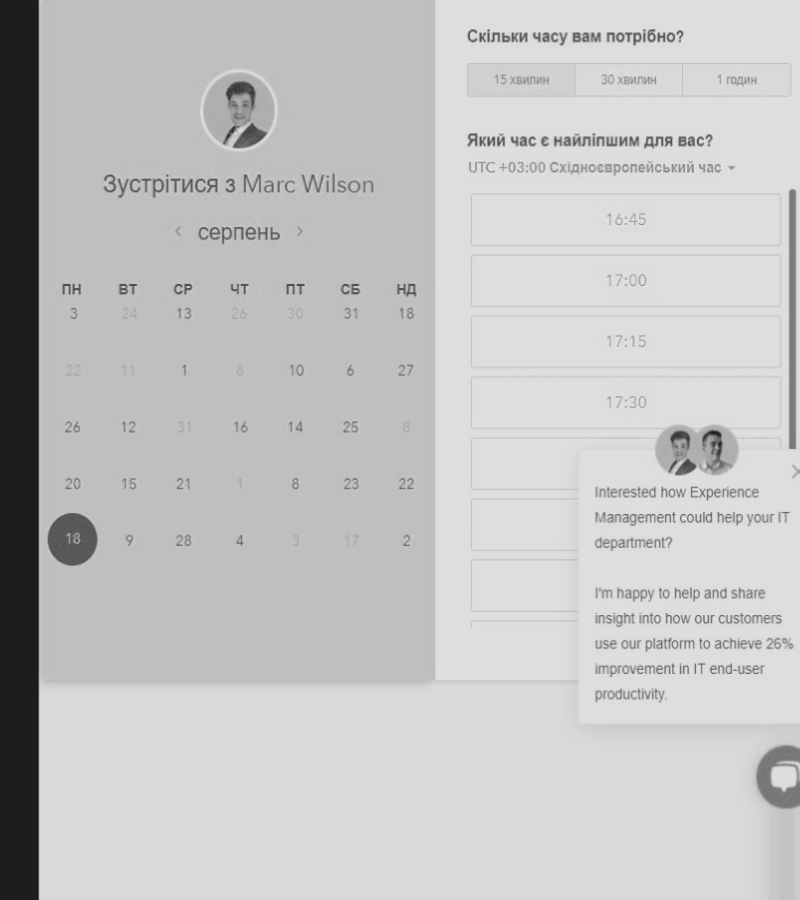 Зустрітися з Marc Wilson
серпень
ПН ВТ СР ЧТ ПТ СБ НД
3 24 13 26 30 31 18
22 11 1 8 10 6 27
26 12 31 16 14 25 8
20 15 21 1 8 23 22
18 9 28 4 3 17 2
Скільки часу вам потрібно?
15 хвилин 30 хвилин 1 годин
Який час є найліпшим для вас?
UTC +03:00 Східноєвропейський час
16:45
17:00
17:15
17:30
Interested how Experience
Management could help your IT
department?
I'm happy to help and share
insight into how our customers
use our platform to achieve 26%
improvement in IT end-user
productivity.